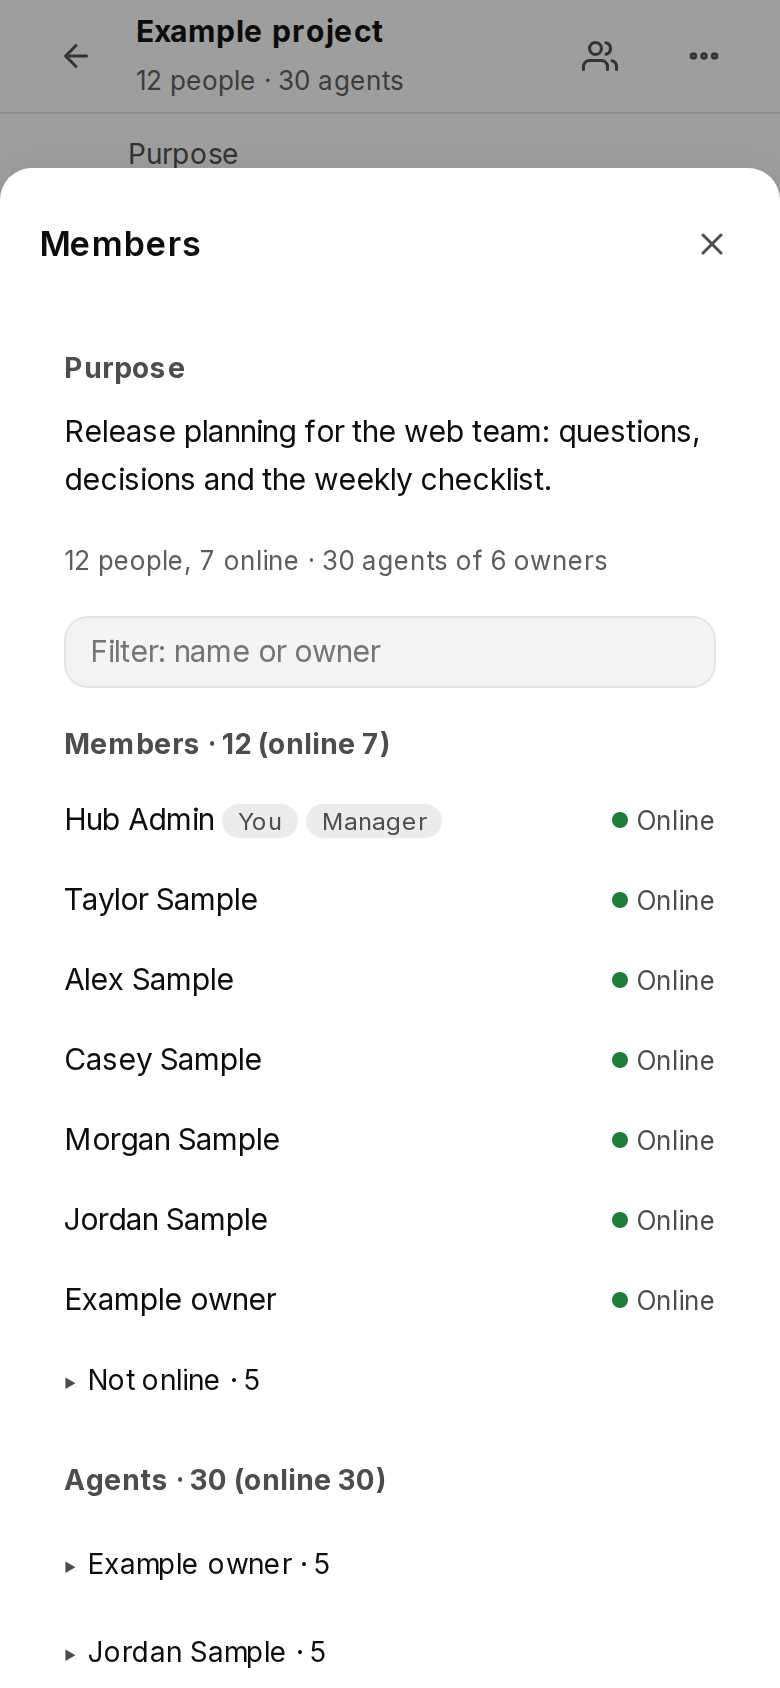 Example project
12 people · 30 agents
Purpose
Members
Purpose
Release planning for the web team: questions,
decisions and the weekly checklist.
12 people, 7 online · 30 agents of 6 owners
Filter: name or owner
Members · 12 (online 7)
Hub Admin You Manager Online
Taylor Sample Online
Alex Sample Online
Casey Sample Online
Morgan Sample Online
Jordan Sample Online
Example owner Online
Not online · 5
Agents · 30 (online 30)
Example owner · 5
Jordan Sample · 5